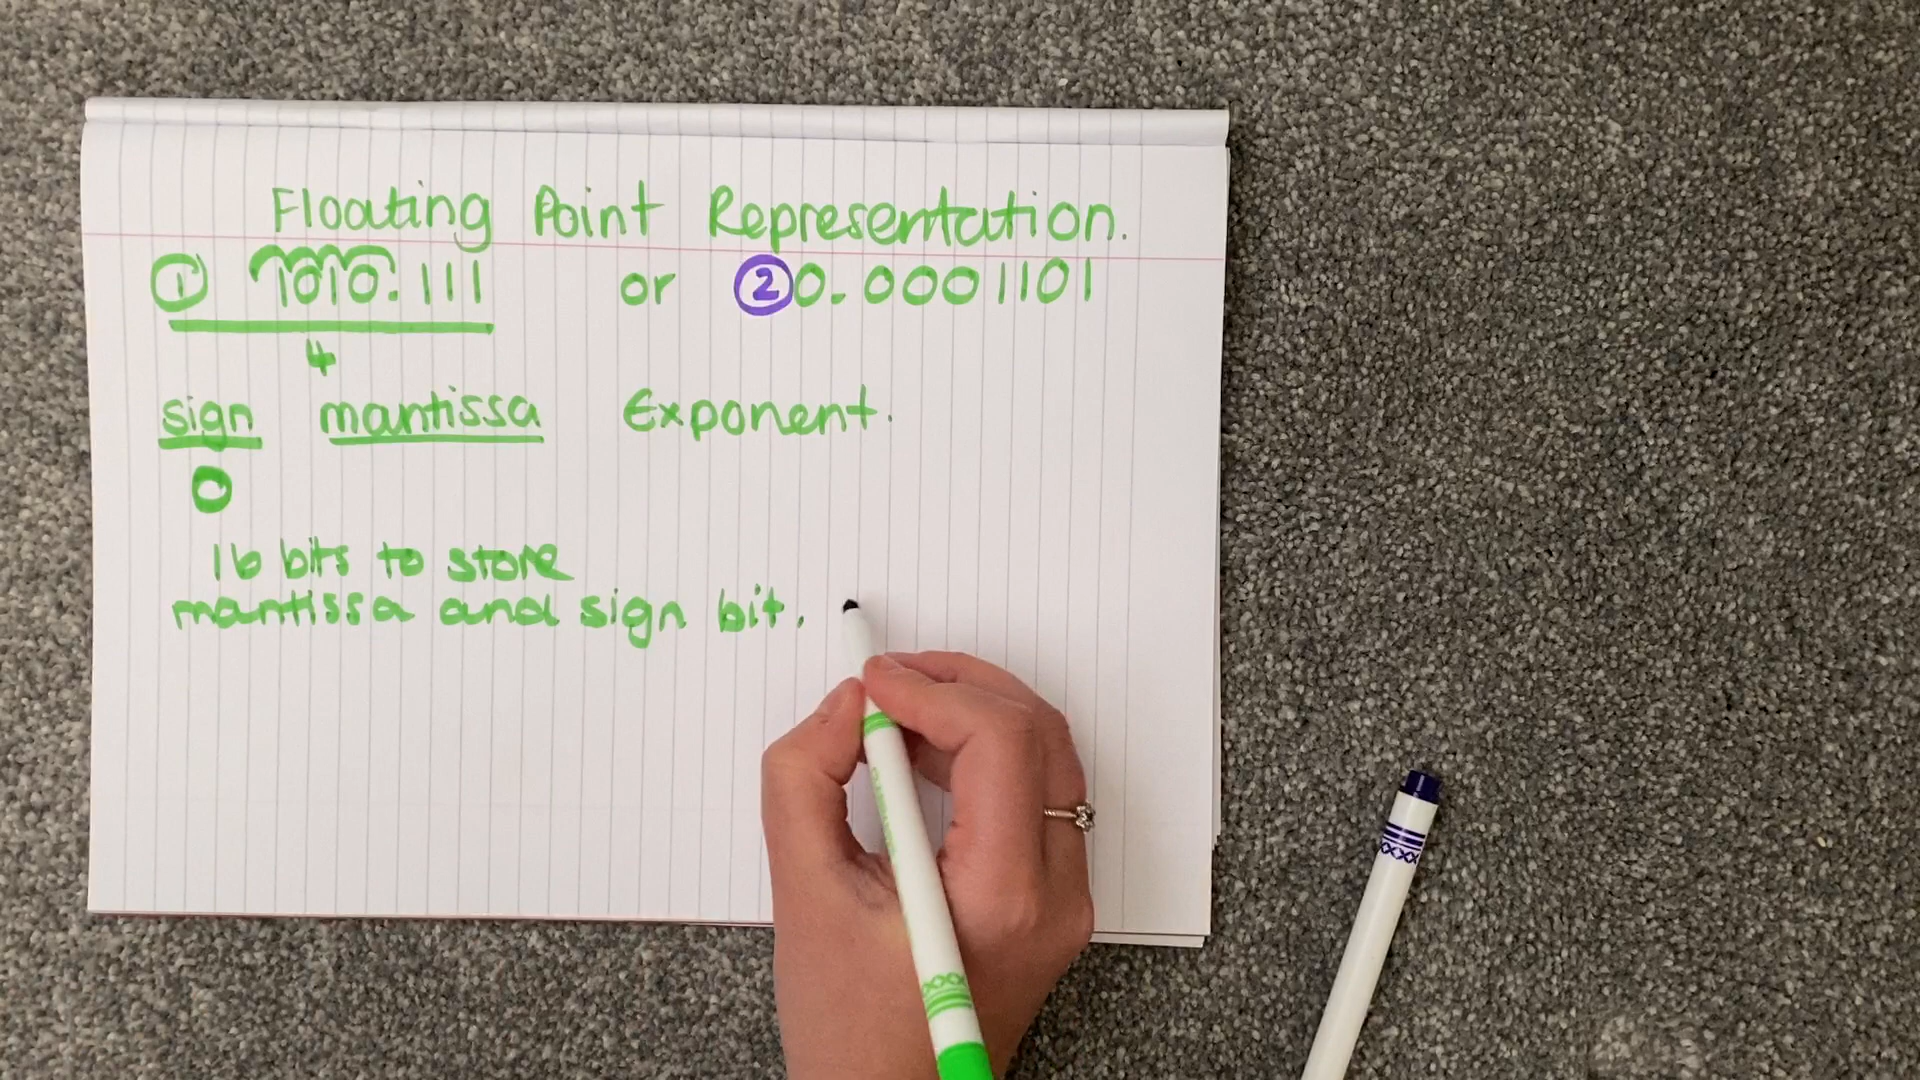 Floating Point Representation.
① 1010.111 or ② 0.0001101
4
sign mantissa Exponent.
0
16 bits to store
mantissa and sign bit.